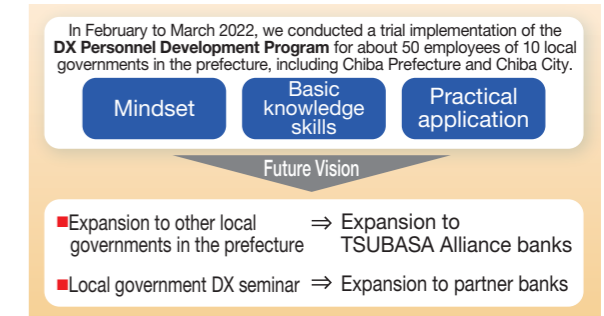 In February to March 2022, we conducted a trial implementation of the
DX Personnel Development Program for about 50 employees of 10 local
governments in the prefecture, including Chiba Prefecture and Chiba City.
Mindset
Basic
knowledge
skills
Practical
application
Future Vision
■Expansion to other local
governments in the prefecture
⇒ Expansion to
TSUBASA Alliance banks
■Local government DX seminar ⇒ Expansion to partner banks